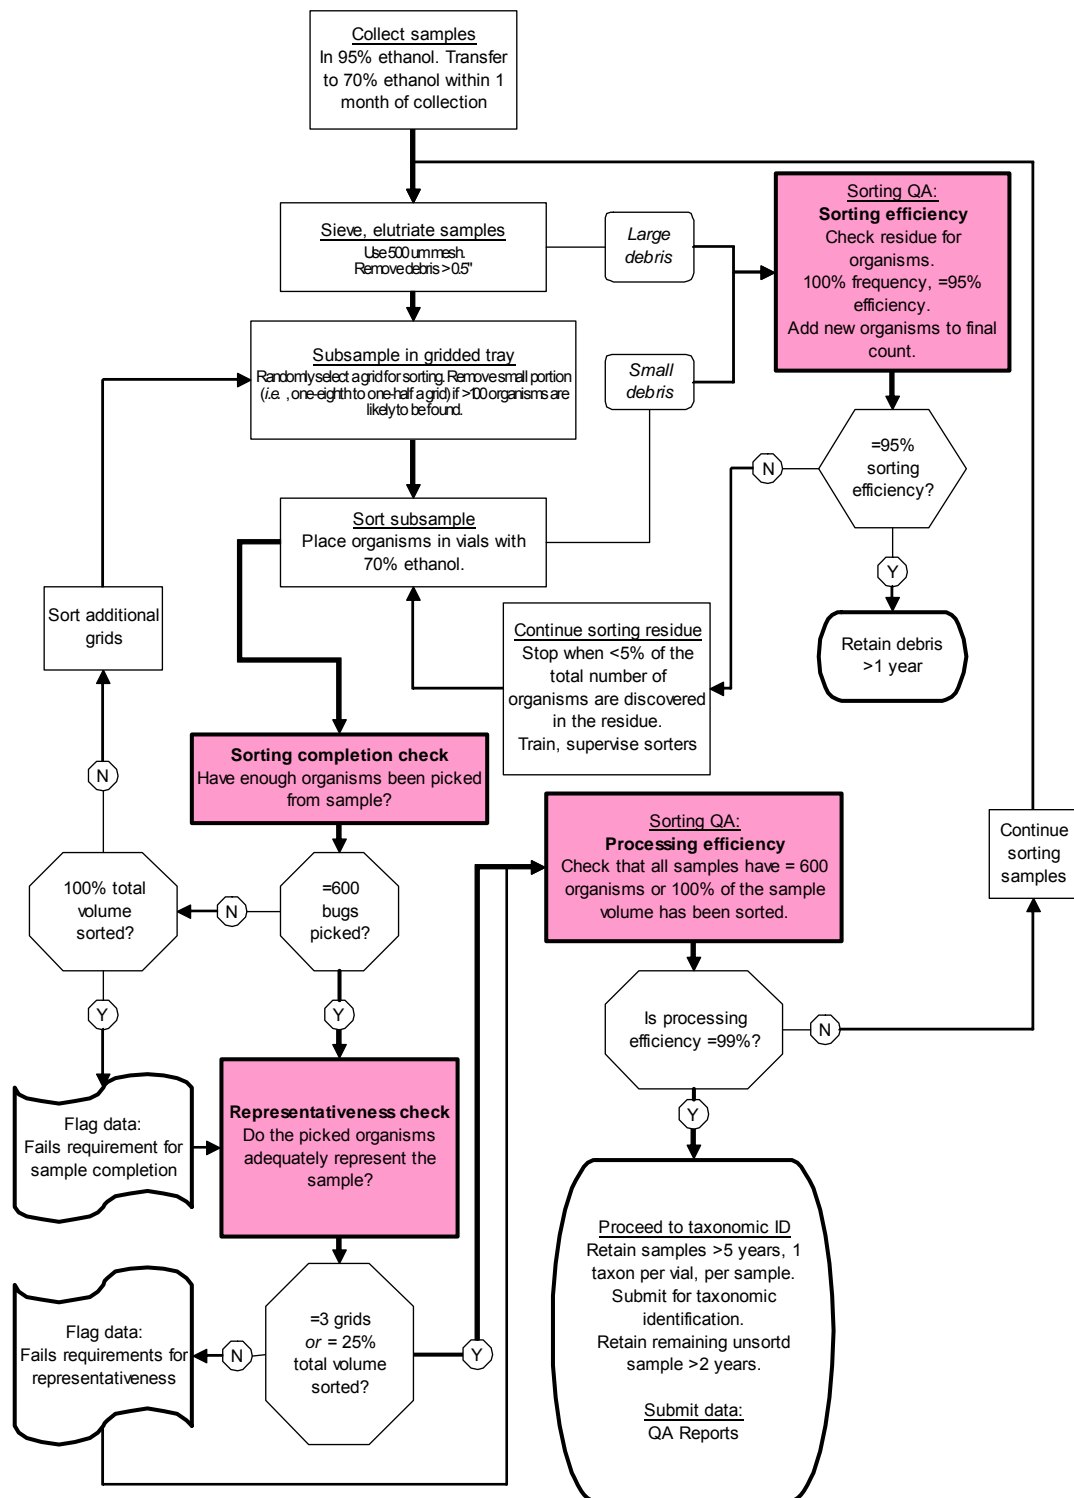 Collect samples
In 95% ethanol. Transfer
to 70% ethanol within 1
month of collection
Sieve, elutriate samples
Use 500 um mesh.
Remove debris > 0.5"
Large
debris
Sorting QA:
Sorting efficiency
Check residue for
organisms.
100% frequency, =95%
efficiency.
Add new organisms to final
count.
Subsample in gridded tray
Randomly select a grid for sorting. Remove small portion
(i.e. , one-eighth to one-half a grid) if >100 organisms are
likely to be found.
Small
debris
=95%
sorting
efficiency?
N
Sort subsample
Place organisms in vials with
70% ethanol.
Y
Sort additional
grids
Continue sorting residue
Stop when <5% of the
total number of
organisms are discovered
in the residue.
Train, supervise sorters
Retain debris
>1 year
Sorting completion check
Have enough organisms been picked
from sample?
N
Sorting QA:
Processing efficiency
Check that all samples have = 600
organisms or 100% of the sample
volume has been sorted.
Continue
sorting
samples
100% total
volume
sorted?
N
=600
bugs
picked?
Y
Y
Is processing
efficiency =99%?
N
Flag data:
Fails requirement for
sample completion
Representativeness check
Do the picked organisms
adequately represent the
sample?
Y
Proceed to taxonomic ID
Retain samples >5 years, 1
taxon per vial, per sample.
Submit for taxonomic
identification.
Retain remaining unsortd
sample >2 years.
Submit data:
QA Reports
Flag data:
Fails requirements for
representativeness
N
=3 grids
or = 25%
total volume
sorted?
Y